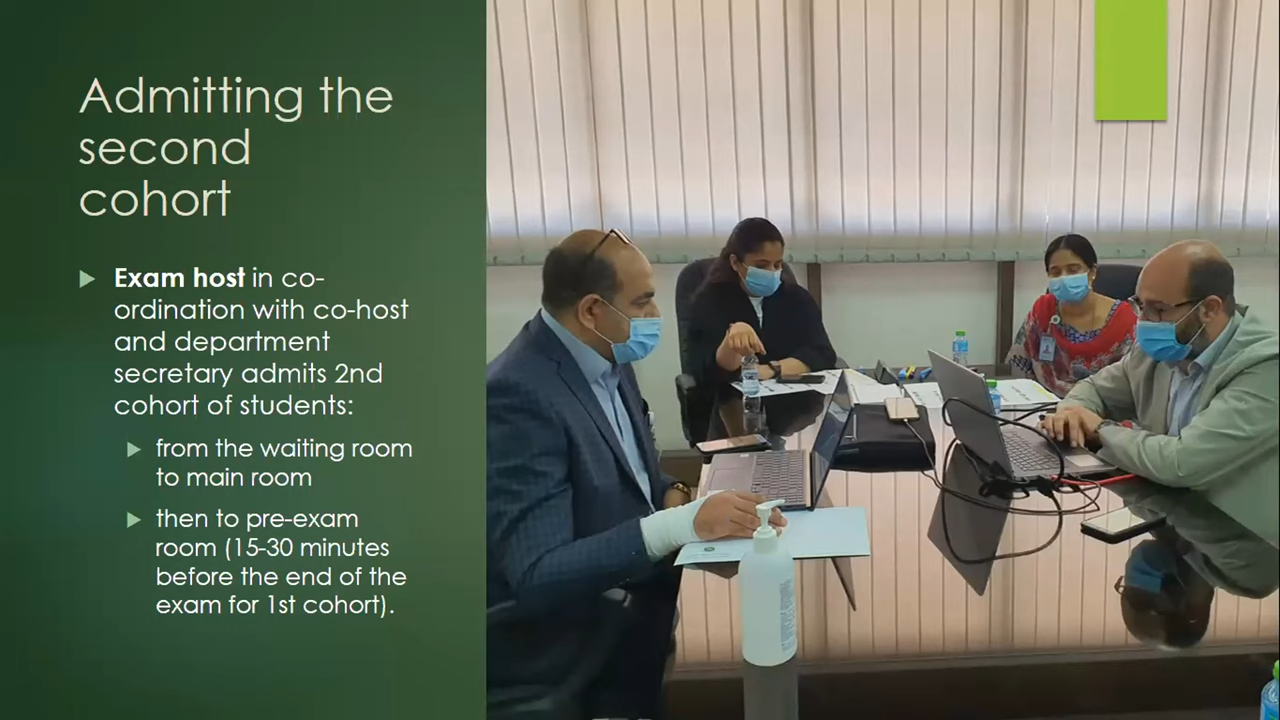 Admitting the
second
cohort
Exam host in co-
ordination with co-host
and department
secretary admits 2nd
cohort of students:
from the waiting room
to main room
then to pre-exam
room (15-30 minutes
before the end of the
exam for 1st cohort).